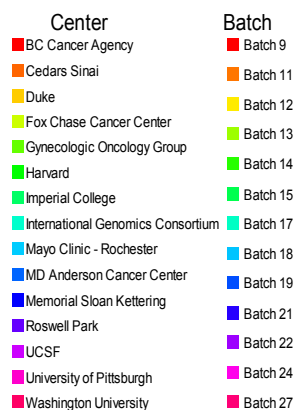 Center
BC Cancer Agency
Cedars Sinai
Duke
Fox Chase Cancer Center
Gynecologic Oncology Group
Harvard
Imperial College
International Genomics Consortium
Mayo Clinic - Rochester
MD Anderson Cancer Center
Memorial Sloan Kettering
Roswell Park
UCSF
University of Pittsburgh
Washington University
Batch
Batch 9
Batch 11
Batch 12
Batch 13
Batch 14
Batch 15
Batch 17
Batch 18
Batch 19
Batch 21
Batch 22
Batch 24
Batch 27